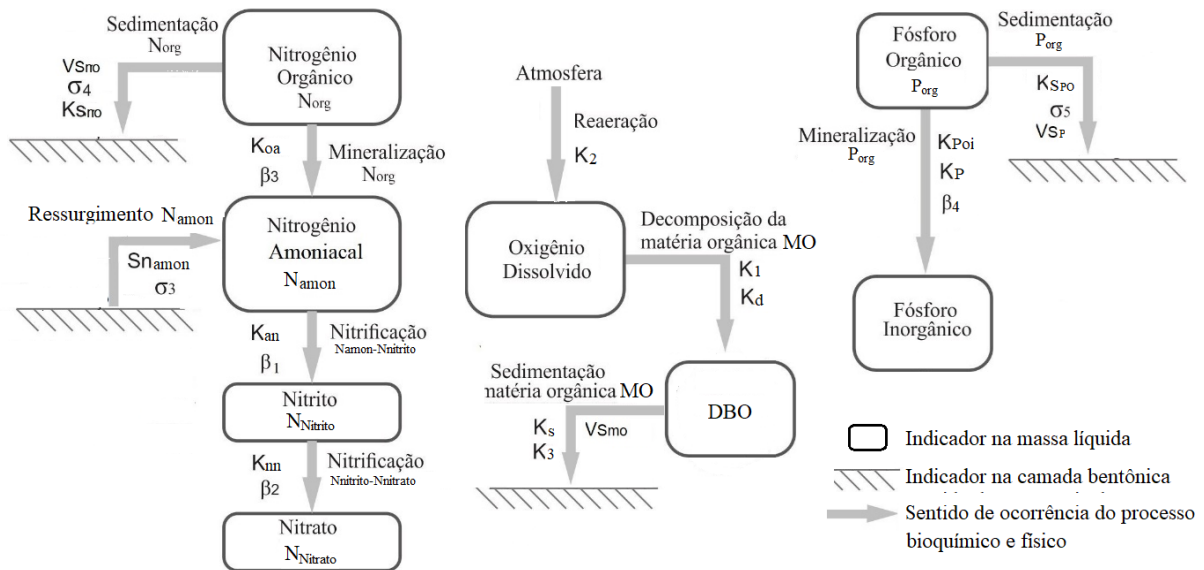 Sedimentação
Norg
VSno
σ4
KSno
Nitrogênio
Orgânico
Norg
Koa
β3
Mineralização
Norg
Ressurgimento Namon
Snamon
σ3
Nitrogênio
Amoniacal
Namon
Kan
β1
Nitrificação
Namon-Nnitrito
Nitrito
NNitrito
Knn
β2
Nitrificação
Nnitrito-Nnitrato
Nitrato
NNitrato
Atmosfera
Reaeração
K2
Oxigênio
Dissolvido
Decomposição da
matéria orgânica MO
K1
Kd
DBO
Sedimentação
matéria orgânica MO
Ks
K3
VSmo
Fósforo
Orgânico
Porg
Sedimentação
Porg
KSPO
σ5
VSP
Mineralização
Porg
KPoi
KP
β4
Fósforo
Inorgânico
Indicador na massa líquida
Indicador na camada bentônica
Sentido de ocorrência do processo
bioquímico e físico